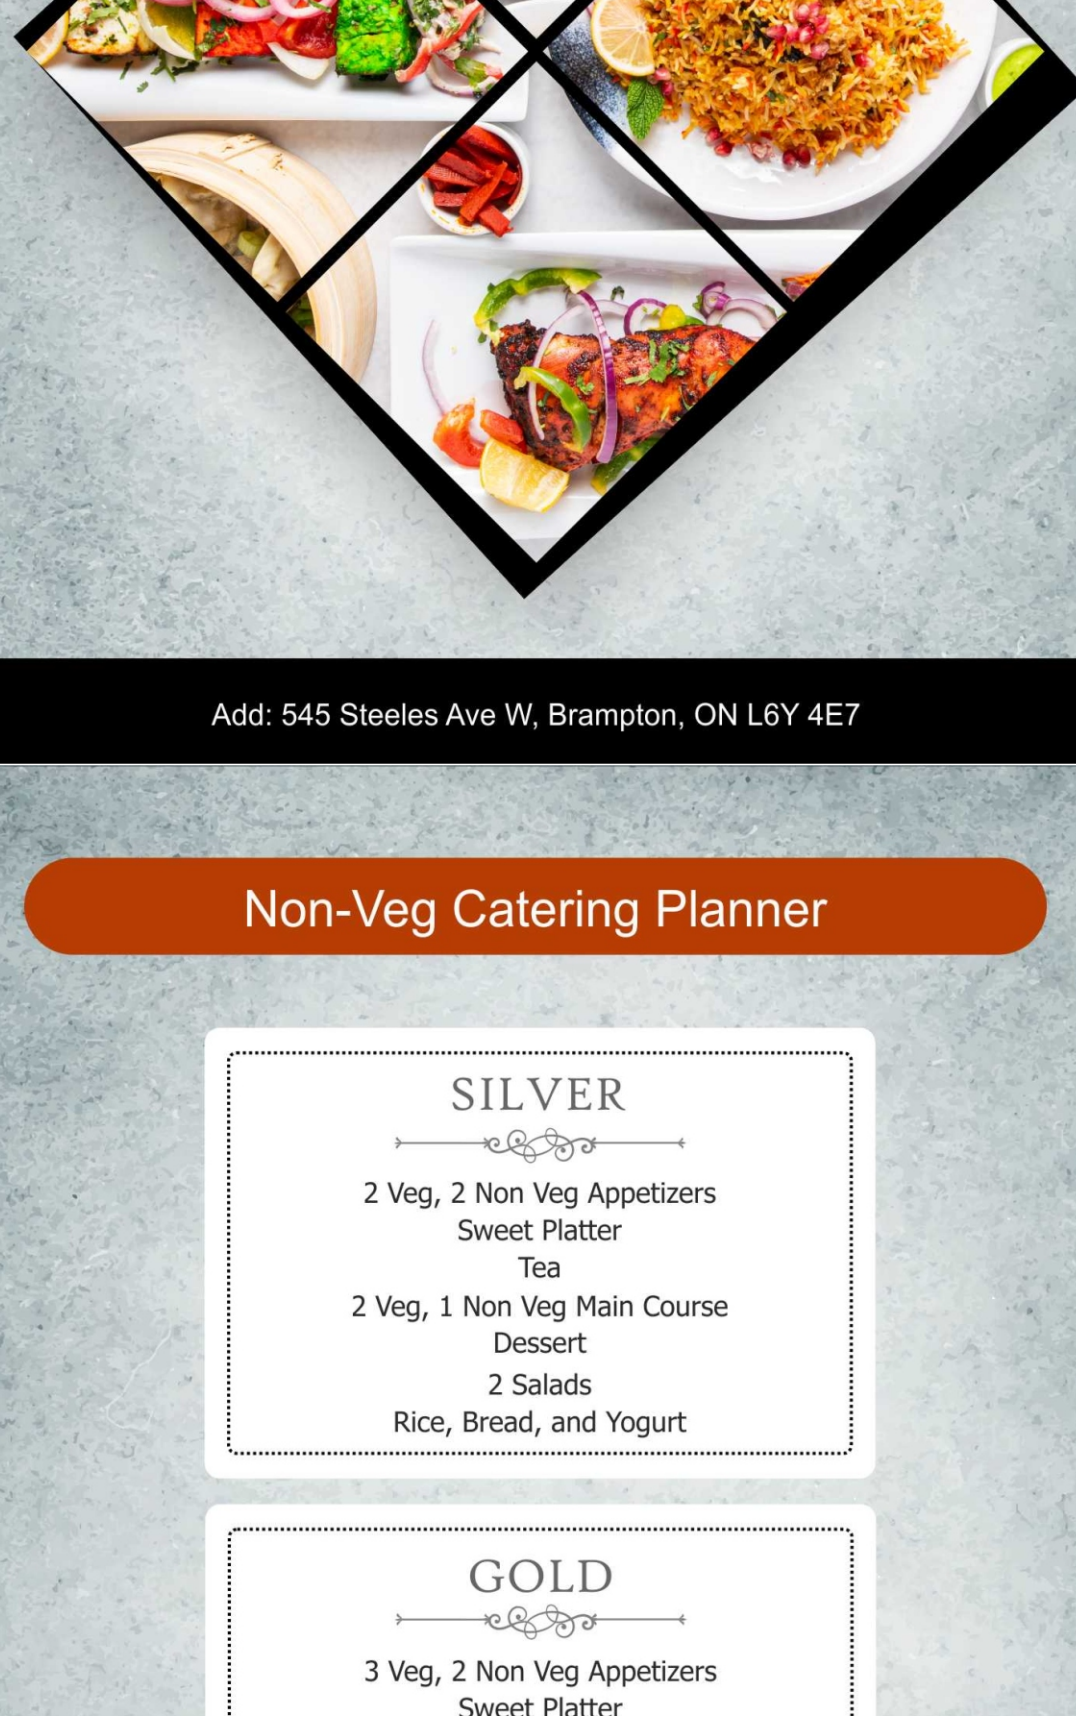 Add: 545 Steeles Ave W, Brampton, ON L6Y 4E7
Non-Veg Catering Planner
SILVER
2 Veg, 2 Non Veg Appetizers
Sweet Platter
Tea
2 Veg, 1 Non Veg Main Course
Dessert
2 Salads
Rice, Bread, and Yogurt
GOLD
3 Veg, 2 Non Veg Appetizers
Sweet Platter